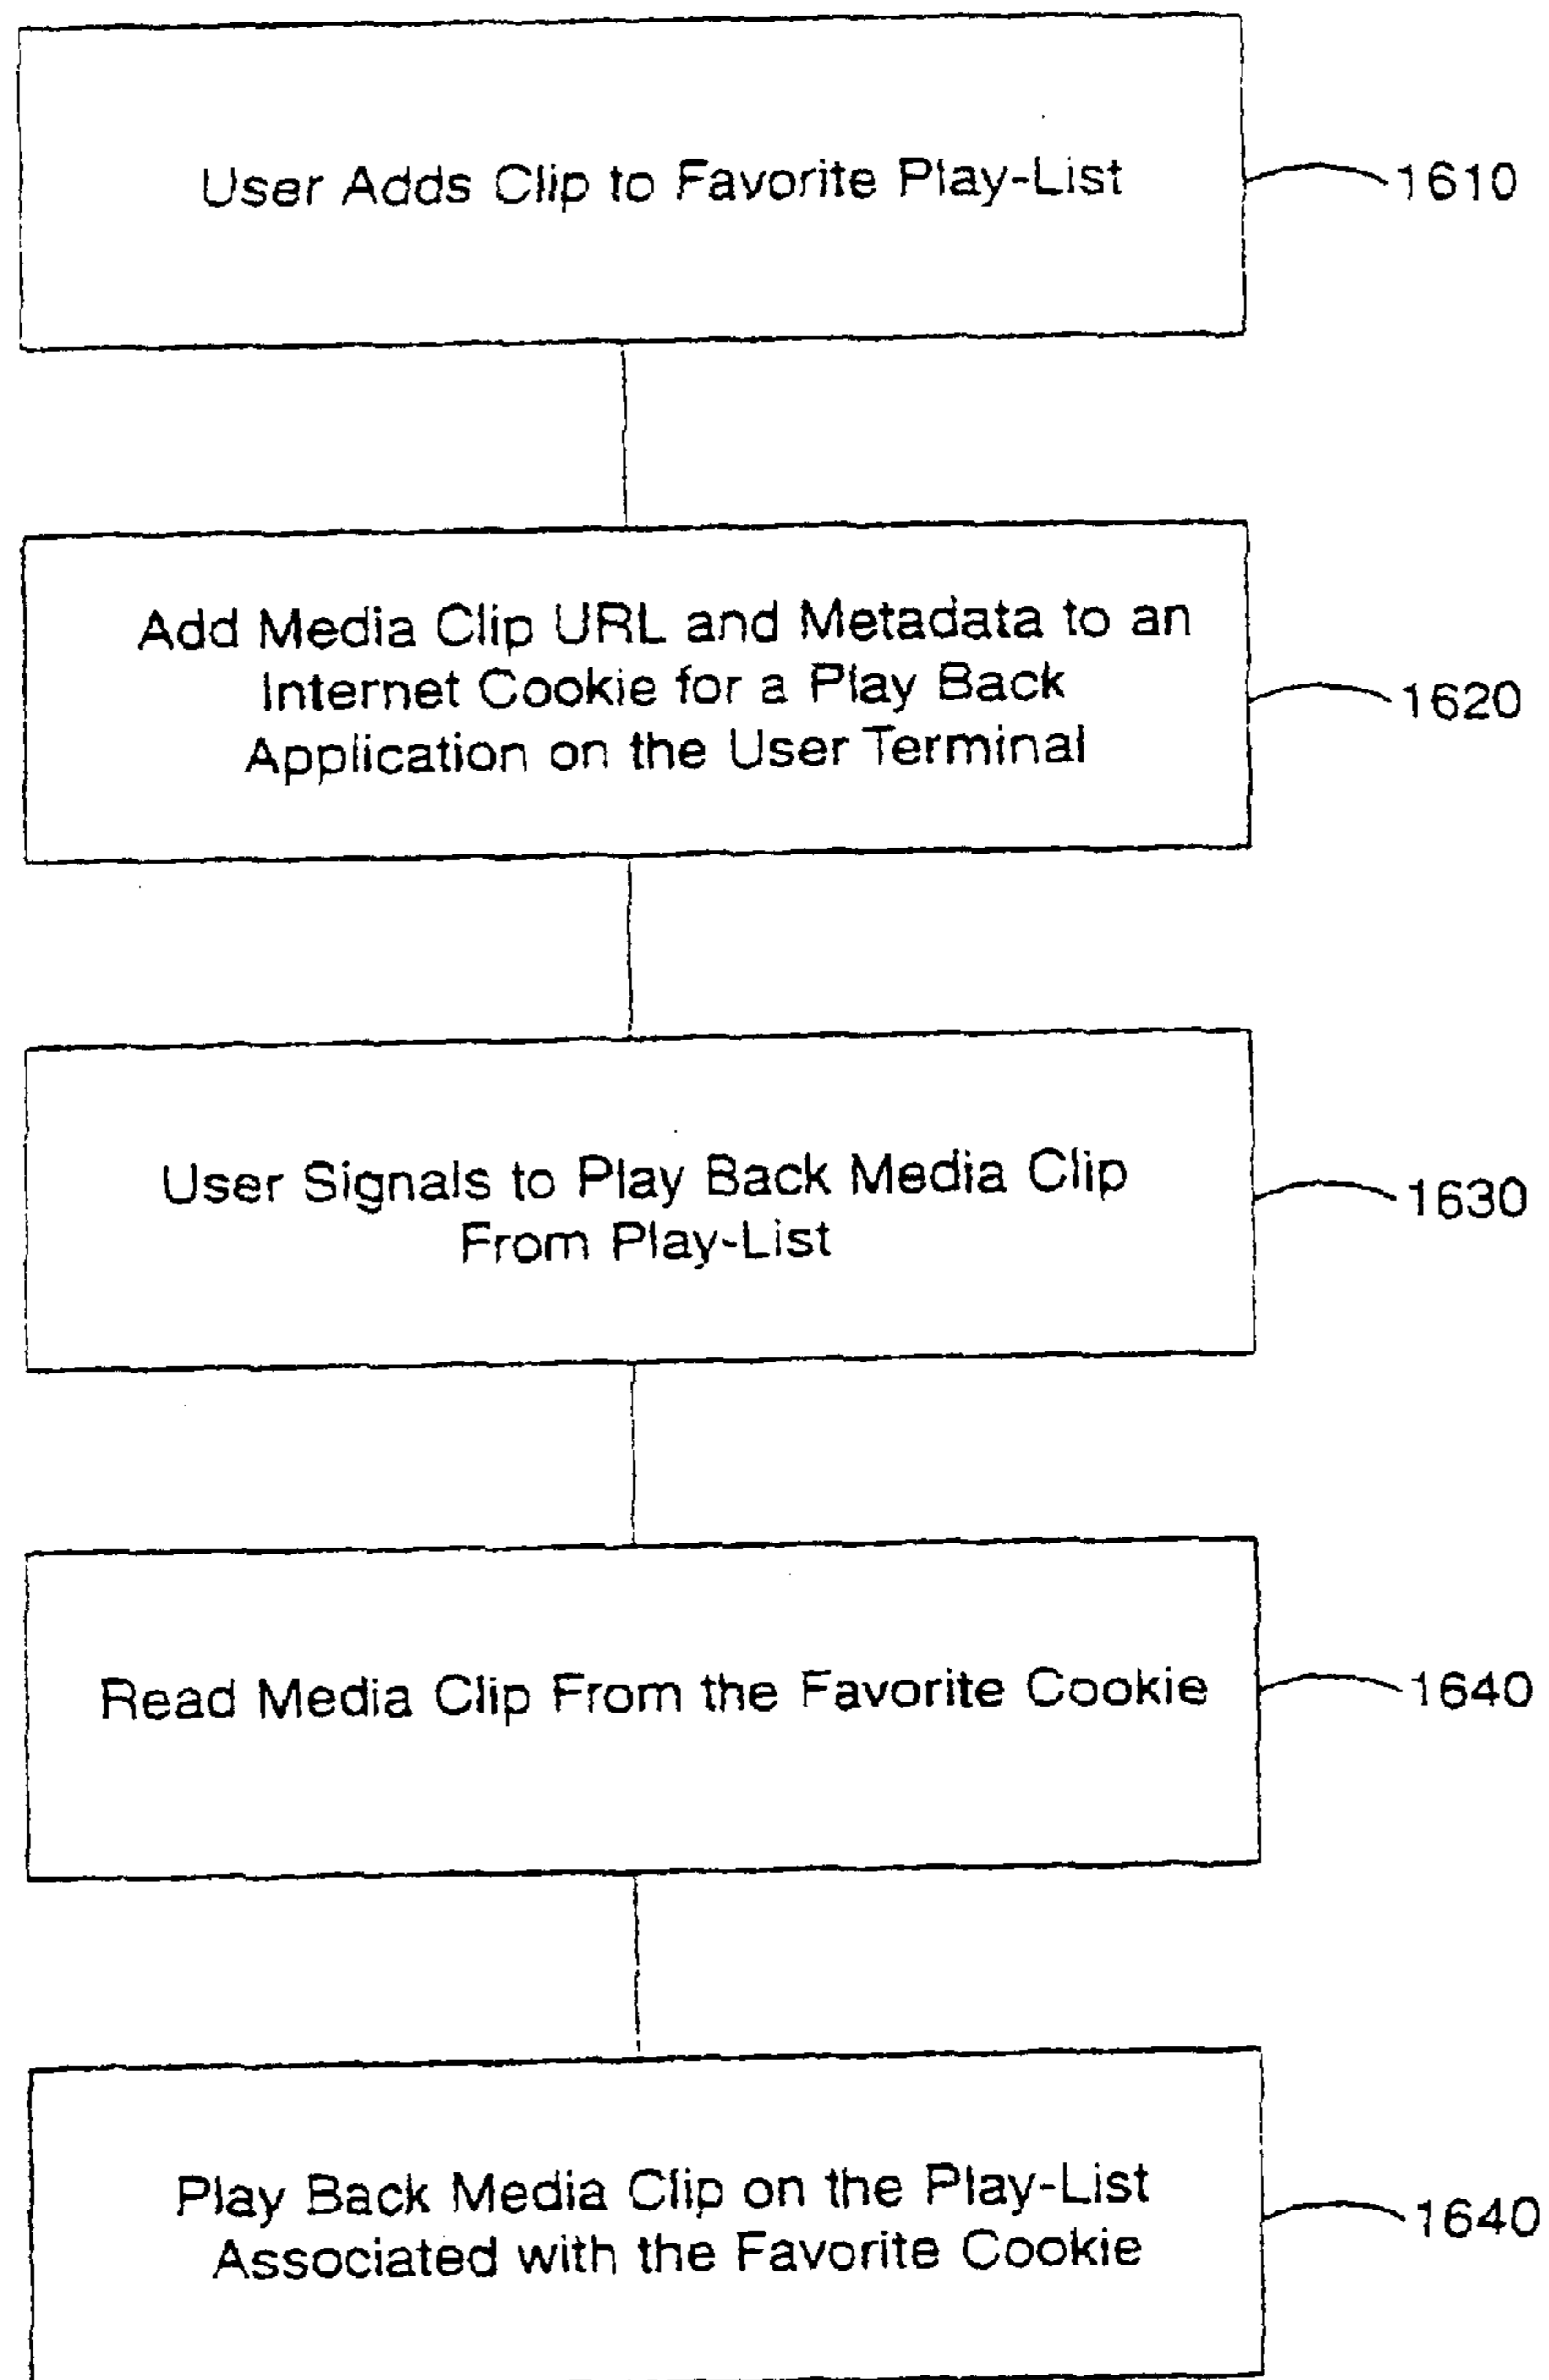 User Adds Clip to Favorite Play-List
1610
Add Media Clip URL and Metadata to an
Internet Cookie for a Play Back
Application on the User Terminal
1620
User Signals to Play Back Media Clip
From Play-List
1630
Read Media Clip From the Favorite Cookie
1640
Play Back Media Clip on the Play-List
Associated with the Favorite Cookie
1640